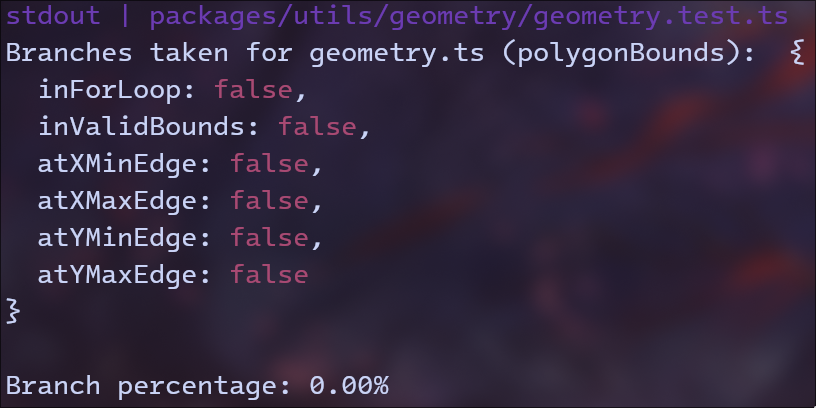 stdout | packages/utils/geometry/geometry.test.ts
Branches taken for geometry.ts (polygonBounds):  {
  inForLoop: false,
  inValidBounds: false,
  atXMinEdge: false,
  atXMaxEdge: false,
  atYMinEdge: false,
  atYMaxEdge: false
}
Branch percentage: 0.00%